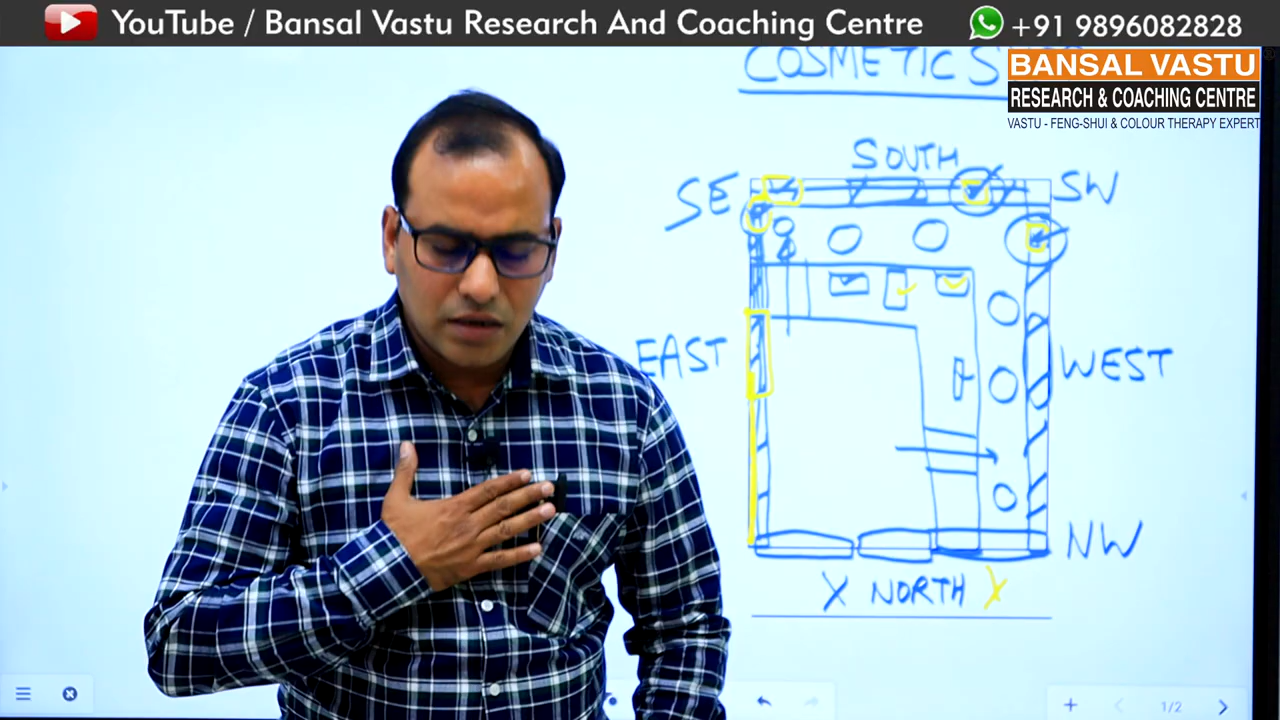 YouTube / Bansal Vastu Research And Coaching Centre
+91 9896082828
COSMETIC S
BANSAL VASTU
RESEARCH & COACHING CENTRE
VASTU - FENG-SHUI & COLOUR THERAPY EXPERT
SOUTH
SE
SW
EAST
WEST
NW
X NORTH X
1/2